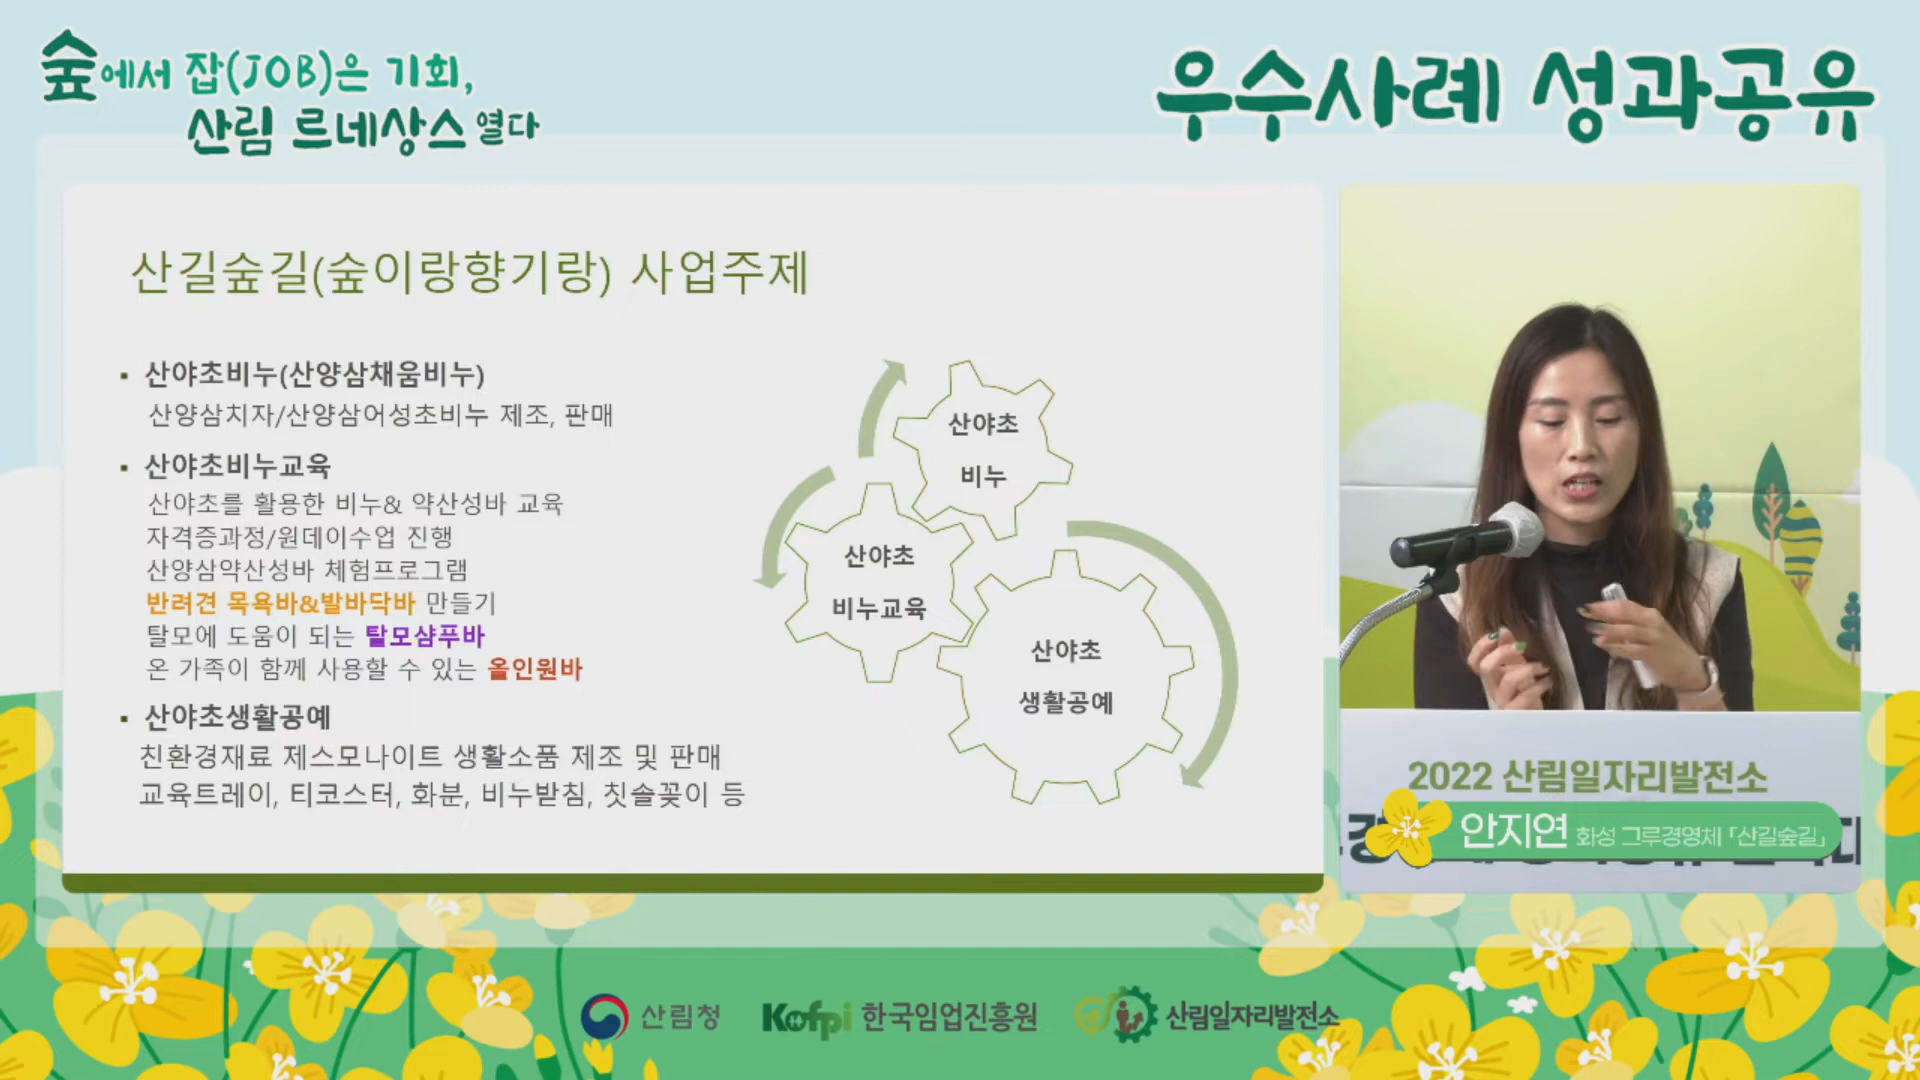 숲에서 잡(JOB)은 기회,
산림 르네상스 열다
우수사례 성과공유
산길숲길(숲이랑향기랑) 사업주제
▪ 산야초비누(산양삼채움비누)
산양삼치자/산양삼어성초비누 제조, 판매
▪ 산야초비누교육
산야초를 활용한 비누& 약산성바 교육
자격증과정/원데이수업 진행
산양삼약산성바 체험프로그램
반려견 목욕바&발바닥바 만들기
탈모에 도움이 되는 탈모샴푸바
온 가족이 함께 사용할 수 있는 올인원바
▪ 산야초생활공예
친환경재료 제스모나이트 생활소품 제조 및 판매
교육트레이, 티코스터, 화분, 비누받침, 칫솔꽂이 등
산야초
비누
산야초
비누교육
산야초
생활공예
2022 산림일자리발전소
안지연 화성 그루경영체 「산길숲길」
산림청
Kofpi 한국임업진흥원
산림일자리발전소